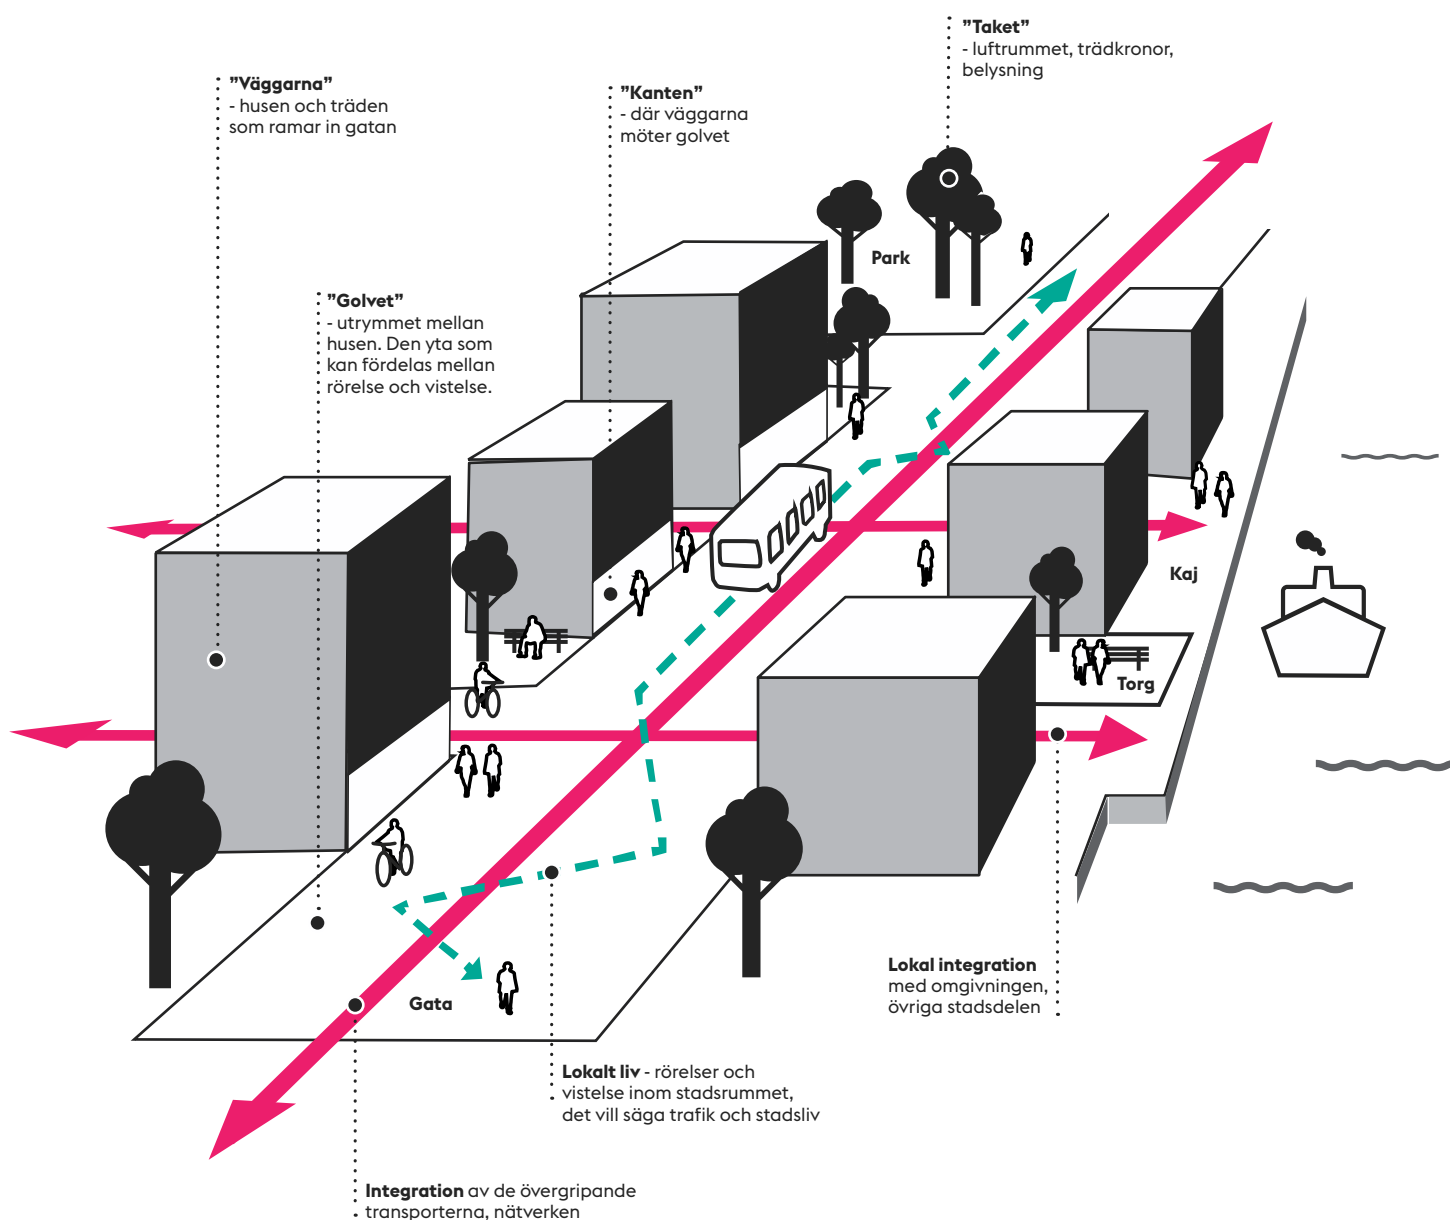 ”Taket”
- luftrummet, trädkronor,
belysning
”Väggarna”
- husen och träden
som ramar in gatan
”Kanten”
- där väggarna
möter golvet
Park
”Golvet”
- utrymmet mellan
husen. Den yta som
kan fördelas mellan
rörelse och vistelse.
Kaj
Torg
Lokal integration
med omgivningen,
övriga stadsdelen
Gata
Lokalt liv - rörelser och
vistelse inom stadsrummet,
det vill säga trafik och stadsliv
Integration av de övergripande
transporterna, nätverken